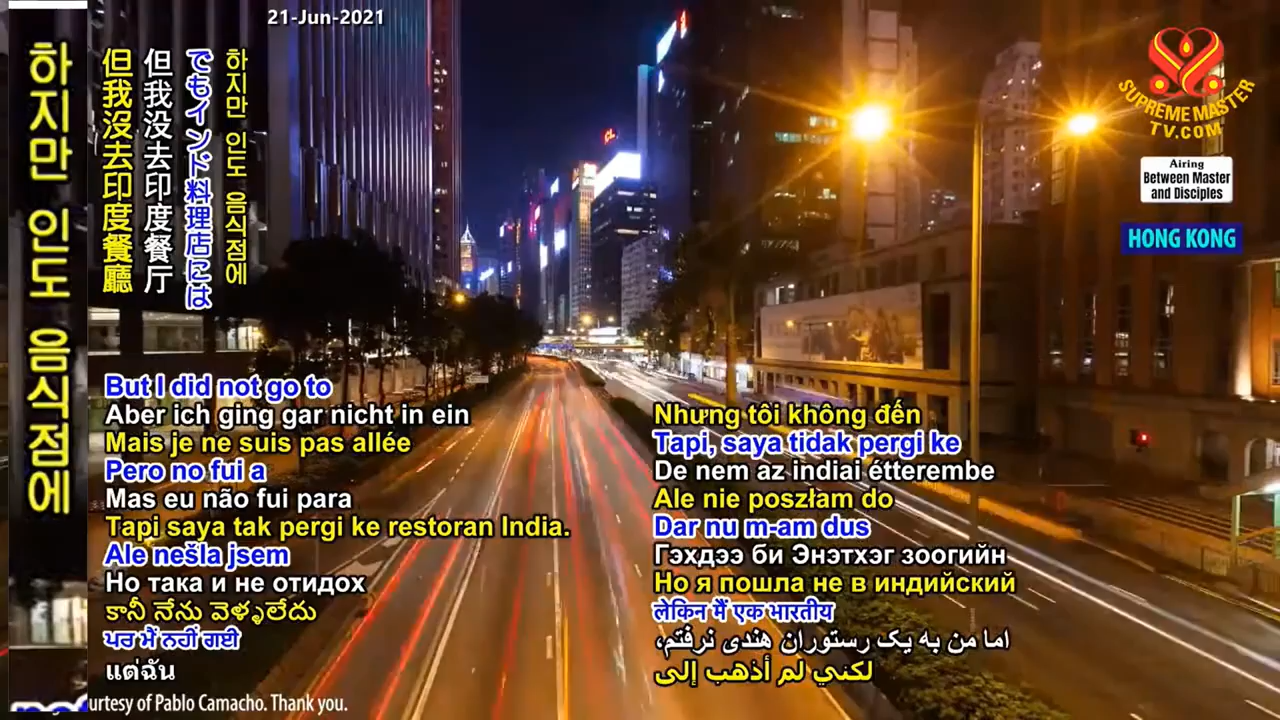 21-Jun-2021
하지만 인도 음식점에
但我沒去印度餐廳
但我没去印度餐厅
でもインド料理店には
하지만 인도 음식점에
SUPREME MASTER
TV.COM
Airing
Between Master
and Disciples
HONG KONG
But I did not go to
Aber ich ging gar nicht in ein
Mais je ne suis pas allée
Pero no fui a
Mas eu não fui para
Tapi saya tak pergi ke restoran India.
Ale nešla jsem
Но така и не отидох
కానీ నేను వెళ్ళలేదు
ਪਰ ਮੈਂ ਨਹੀਂ ਗਈ
แต่ฉัน
Nhưng tôi không đến
Tapi, saya tidak pergi ke
De nem az indiai étterembe
Ale nie poszłam do
Dar nu m-am dus
Гэхдээ би Энэтхэг зоогийн
Но я пошла не в индийский
लेकिन मैं एक भारतीय
اما من به یک رستوران هندی نرفتم،
لكني لم أذهب إلى
urtesy of Pablo Camacho. Thank you.